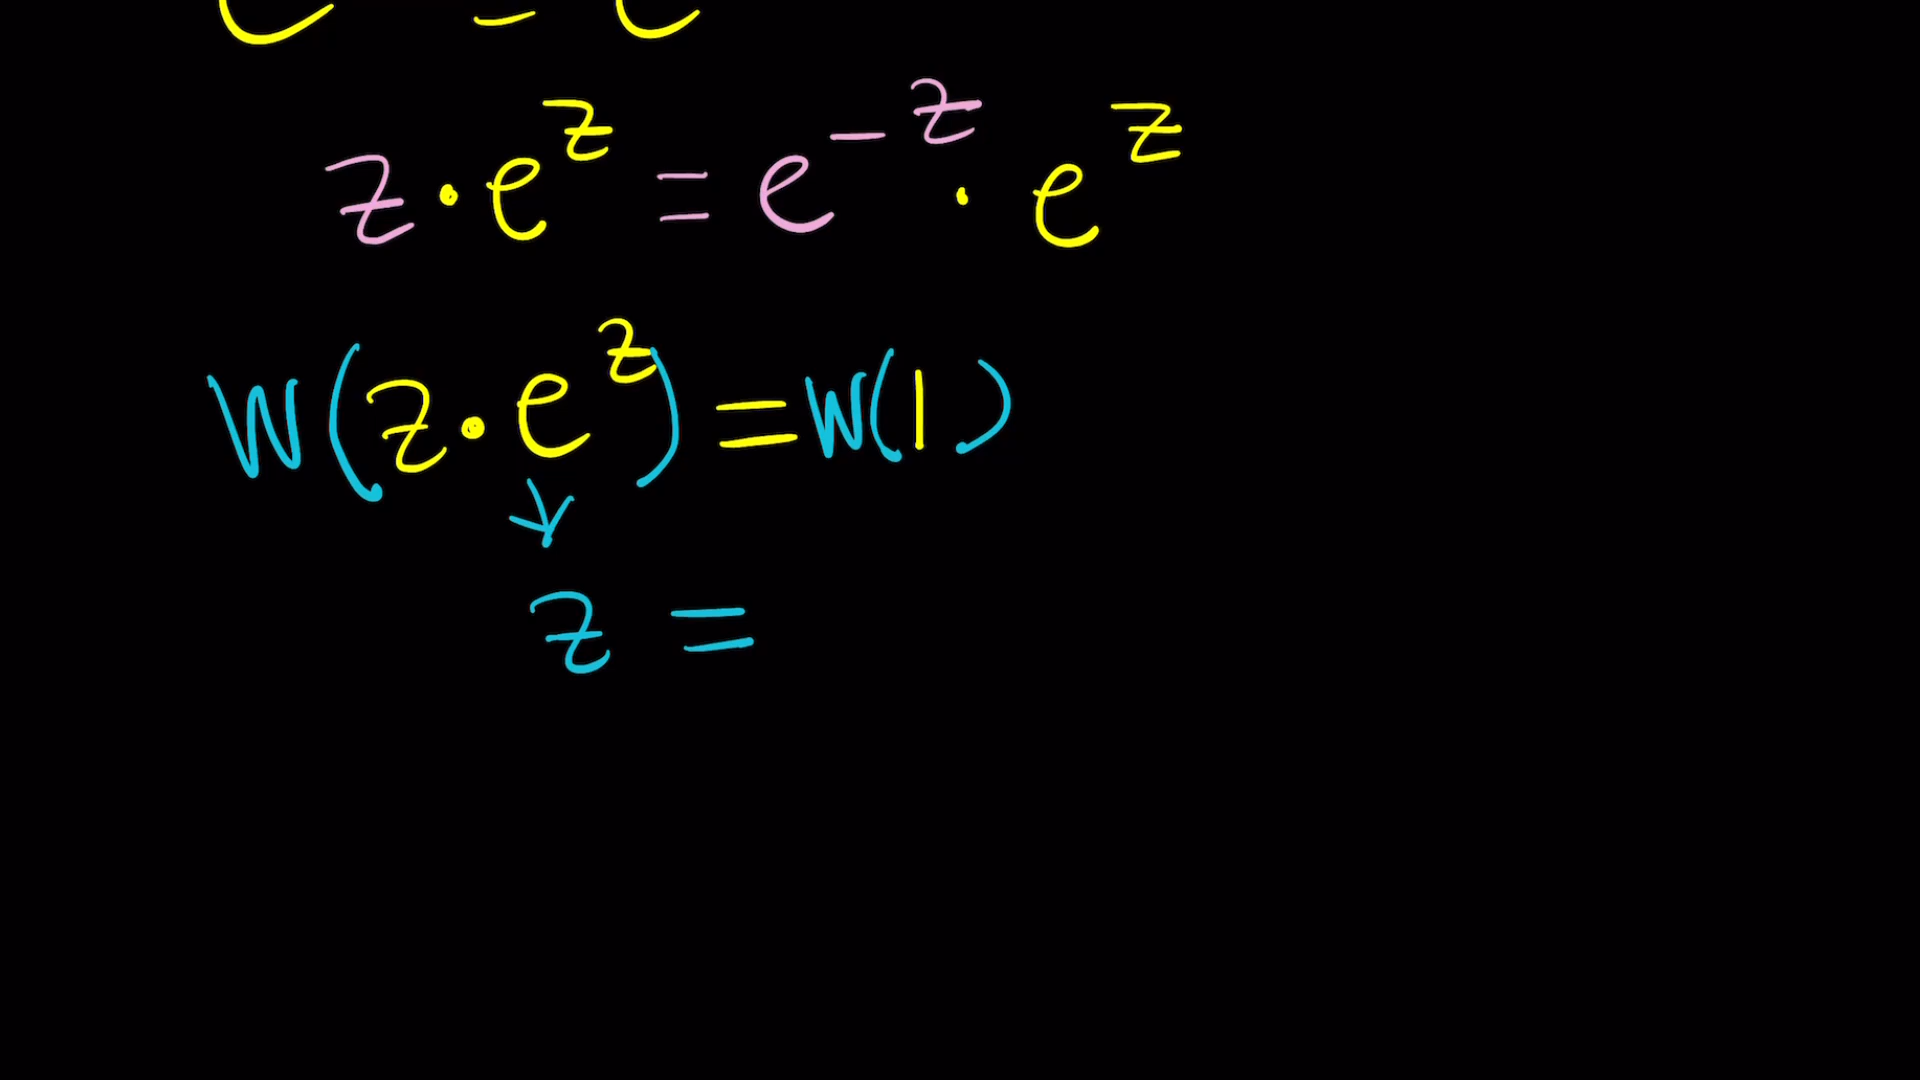 e = e
z · e^z = e^-z · e^z
W(z · e^z) = W(1)
↓
z =